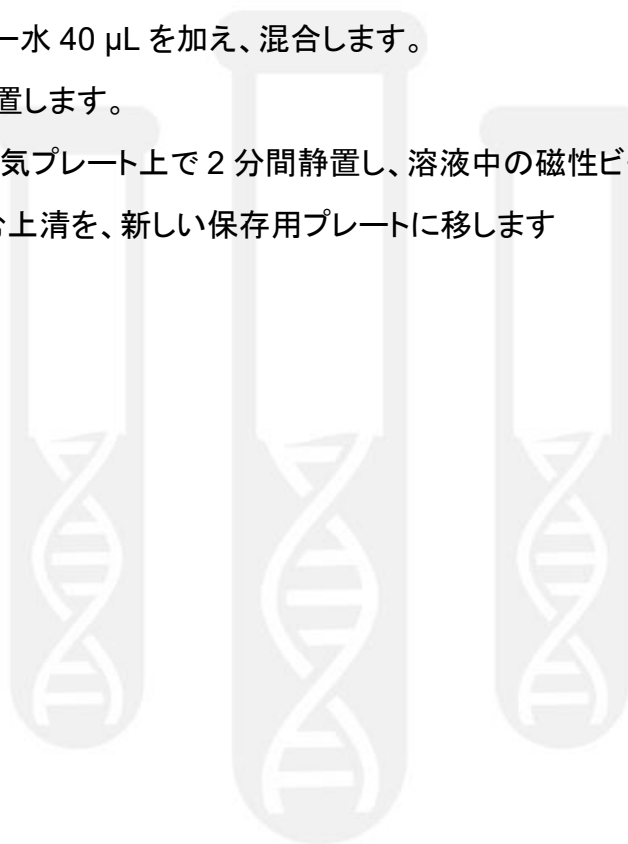 ー水 40 μL を加え、混合します。
置します。
気プレート上で 2 分間静置し、溶液中の磁性ビ
上清を、新しい保存用プレートに移します